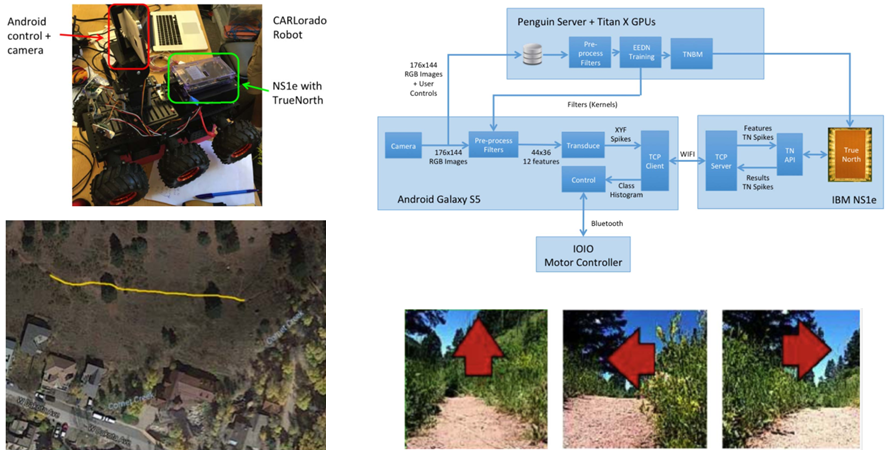 Android
control +
camera
CARLorado
Robot
NS1e with
TrueNorth
Penguin Server + Titan X GPUs
Pre-
process
Filters
EEDN
Training
TNBM
176x144
RGB Images
+ User
Controls
Filters (Kernels)
Camera
176x144
RGB Images
Pre-process
Filters
44x36
12 features
Transduce
XYF
Spikes
TCP
Client
Control
Class
Histogram
Android Galaxy S5
WIFI
TCP
Server
Features
TN Spikes
Results
TN Spikes
TN
API
True
North
IBM NS1e
Bluetooth
IOIO
Motor Controller